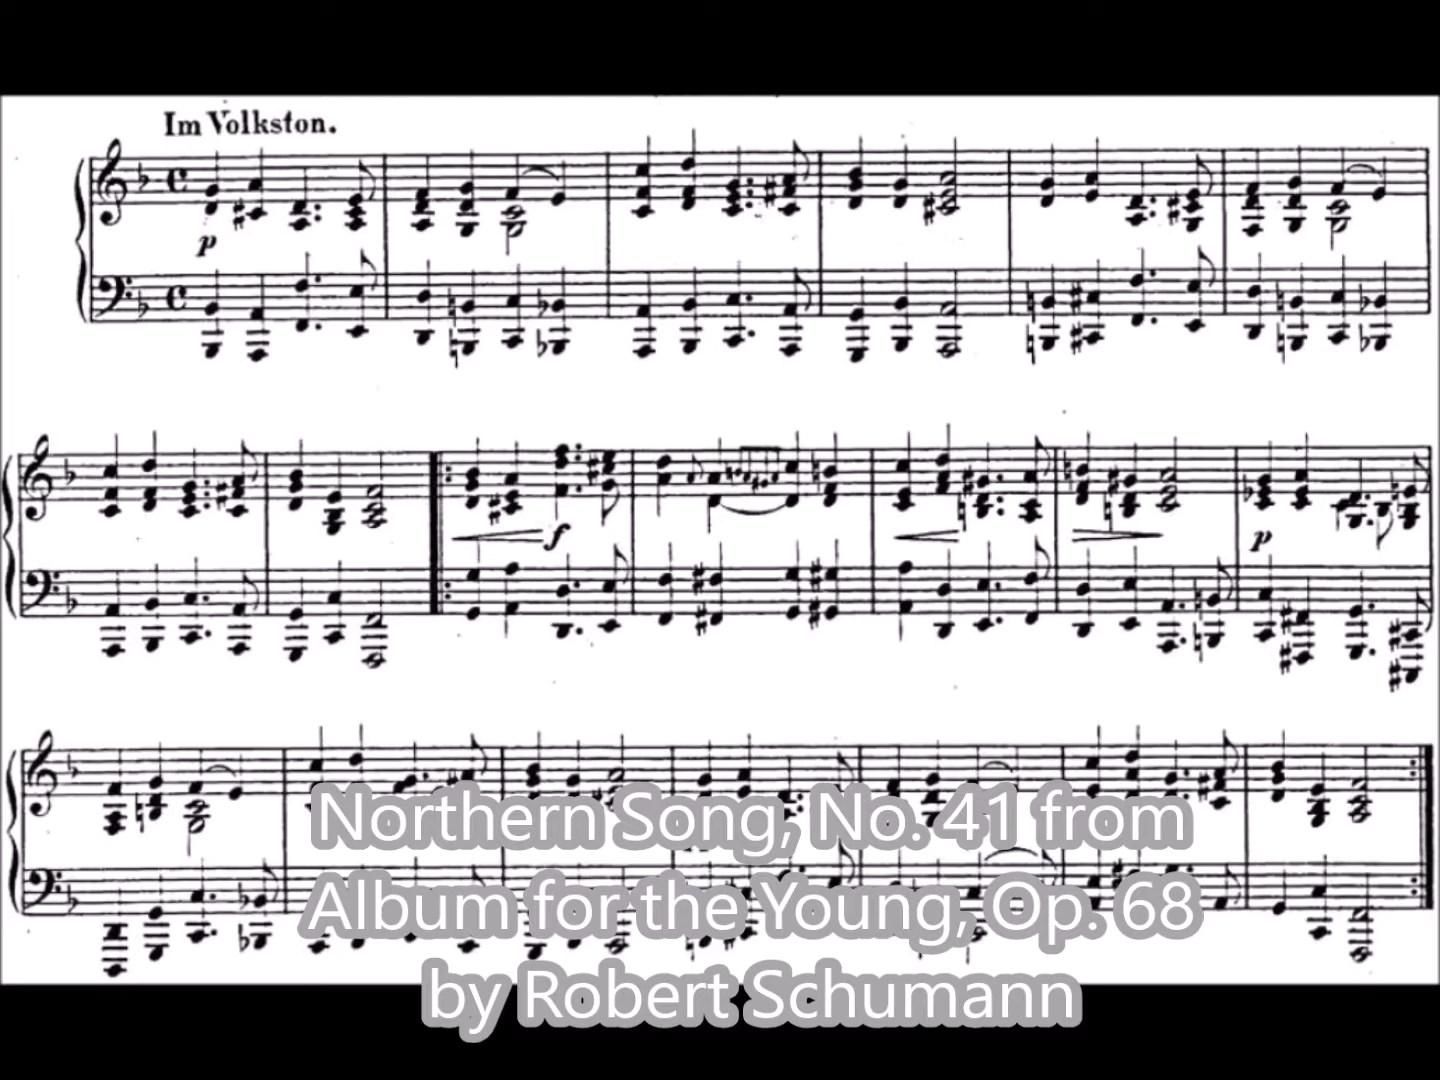 Im Volkston.
p
f
p
Northern Song, No. 41 from
Album for the Young, Op. 68
by Robert Schumann